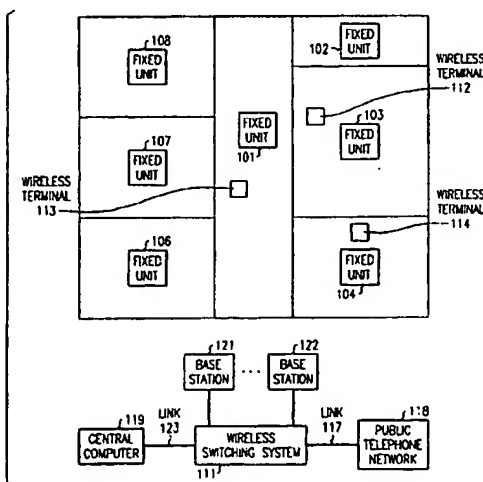 108
FIXED
UNIT
102
FIXED
UNIT
WIRELESS
TERMINAL
112
107
FIXED
UNIT
FIXED
UNIT
101
103
FIXED
UNIT
WIRELESS
TERMINAL
113
WIRELESS
TERMINAL
114
106
FIXED
UNIT
FIXED
UNIT
104
121
BASE
STATION
...
122
BASE
STATION
119
CENTRAL
COMPUTER
LINK
123
WIRELESS
SWITCHING SYSTEM
111
LINK
117
118
PUBLIC
TELEPHONE
NETWORK